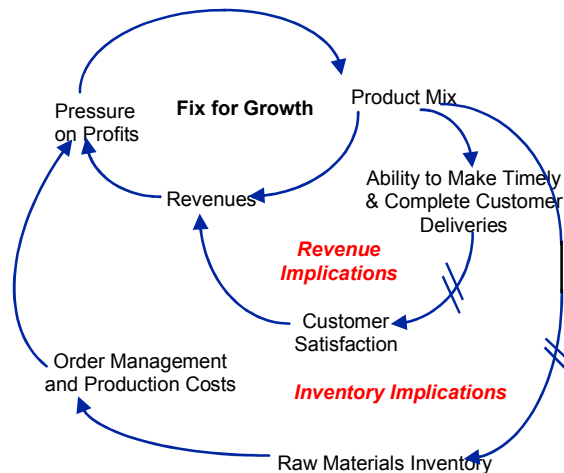 Pressure
on Profits
Fix for Growth
Product Mix
Revenues
Ability to Make Timely
& Complete Customer
Deliveries
Revenue
Implications
Customer
Satisfaction
Order Management
and Production Costs
Inventory Implications
Raw Materials Inventory